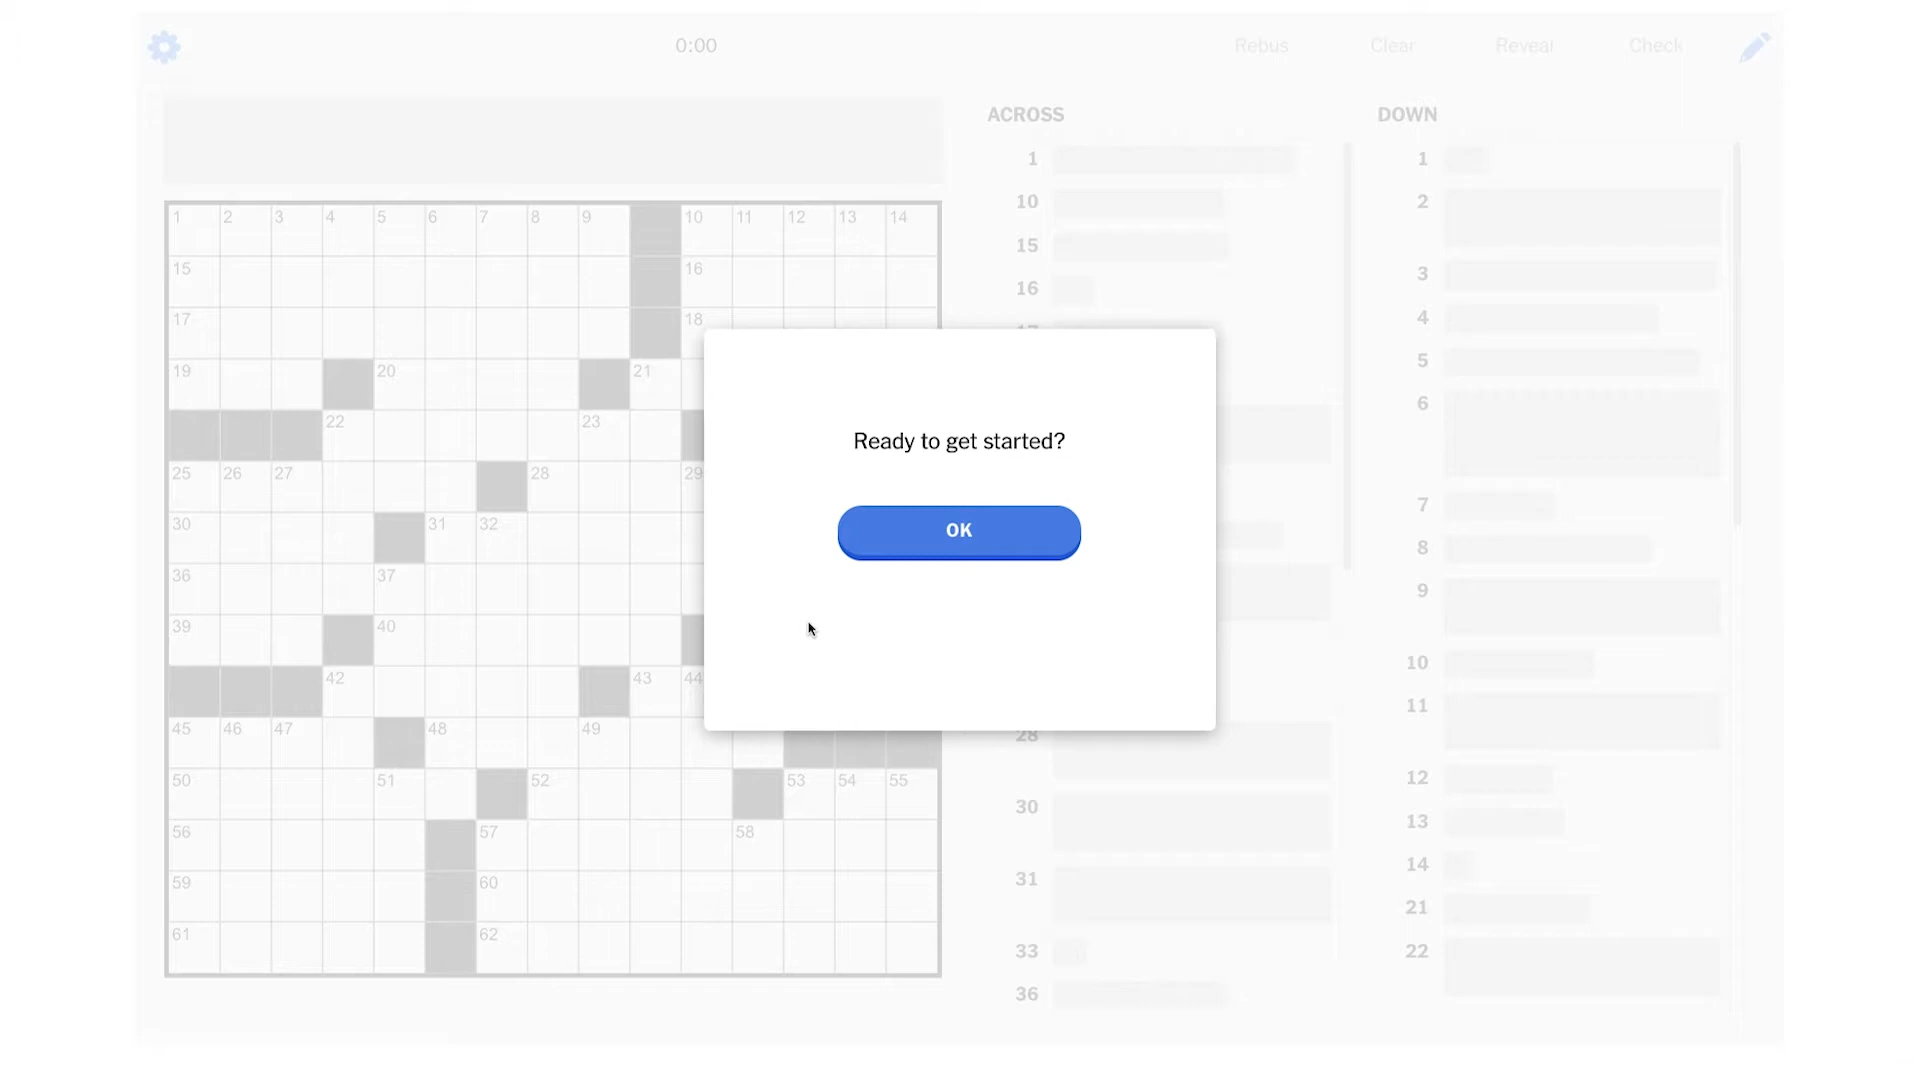 0:00
Rebus
Clear
Reveal
Check
ACROSS
1
10
15
16
28
30
31
33
36
DOWN
1
2
3
4
5
6
7
8
9
10
11
12
13
14
21
22
1 2 3 4 5 6 7 8 9 10 11 12 13 14
15 16
17 18
19 20 21
22 23
25 26 27 28 29
30 31 32
36 37
39 40
42 43 44
45 46 47 48 49
50 51 52 53 54 55
56 57 58
59 60
61 62
Ready to get started?
OK